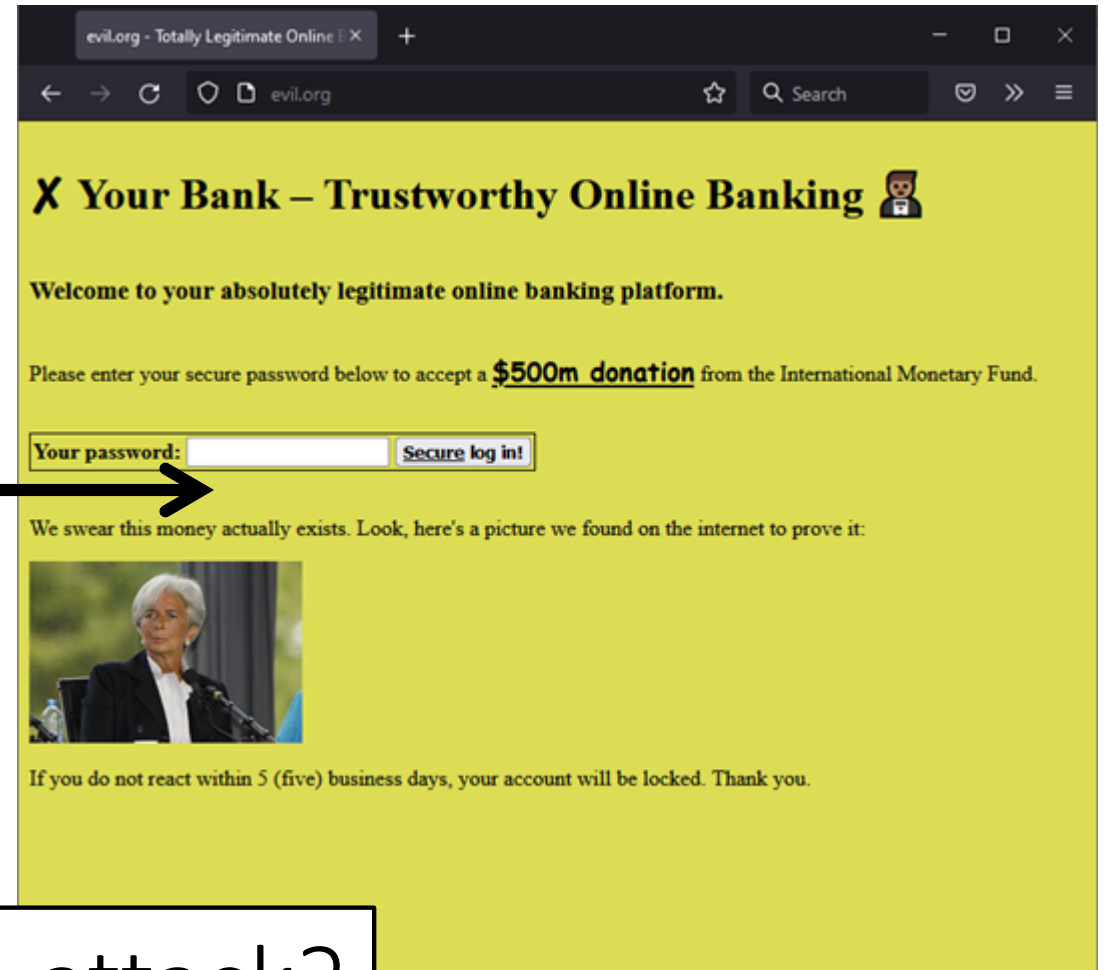 evil.org - Totally Legitimate Online
evil.org
Search
✗ Your Bank – Trustworthy Online Banking
Welcome to your absolutely legitimate online banking platform.
Please enter your secure password below to accept a $500m donation from the International Monetary Fund.
Your password: Secure log in!
We swear this money actually exists. Look, here's a picture we found on the internet to prove it:
If you do not react within 5 (five) business days, your account will be locked. Thank you.
attack?